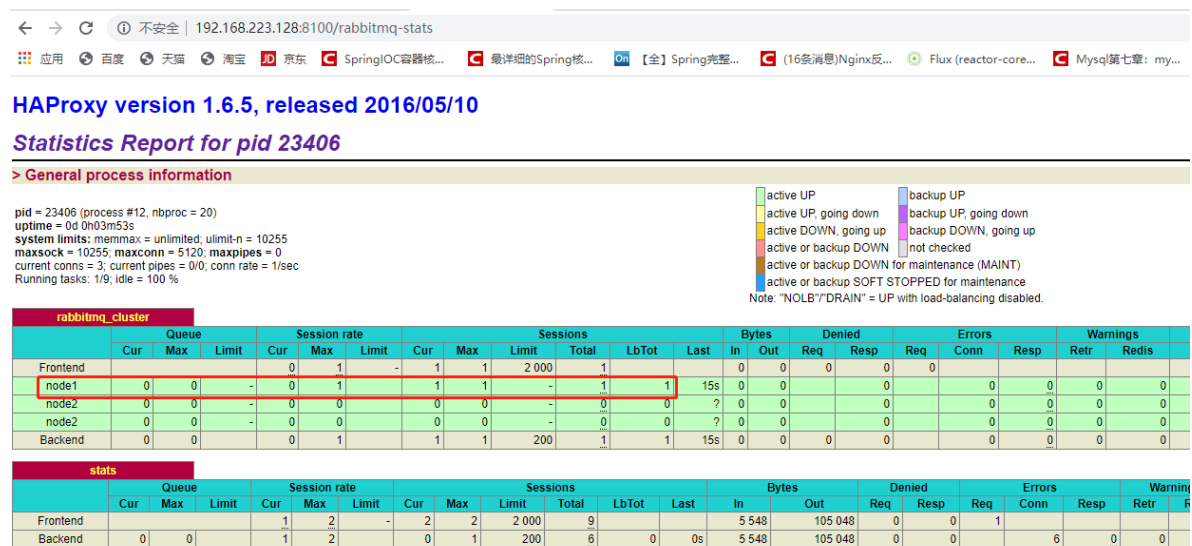 不安全 | 192.168.223.128:8100/rabbitmq-stats
应用 百度 天猫 淘宝 JD 京东 C SpringIOC容器核... C 最详细的Spring核... On 【全】Spring完整... C (16条消息)Nginx反... Flux (reactor-core... C Mysql第七章：my...
HAProxy version 1.6.5, released 2016/05/10
Statistics Report for pid 23406
> General process information
pid = 23406 (process #12, nbproc = 20)
uptime = 0d 0h03m53s
system limits: memmax = unlimited; ulimit-n = 10255
maxsock = 10255; maxconn = 5120; maxpipes = 0
current conns = 3; current pipes = 0/0; conn rate = 1/sec
Running tasks: 1/9; idle = 100 %
active UP backup UP
active UP, going down backup UP, going down
active DOWN, going up backup DOWN, going up
active or backup DOWN not checked
active or backup DOWN for maintenance (MAINT)
active or backup SOFT STOPPED for maintenance
Note: "NOLB"/"DRAIN" = UP with load-balancing disabled.
rabbitmq_cluster
Queue Session rate Sessions Bytes Denied Errors Warnings
Cur Max Limit Cur Max Limit Cur Max Limit Total LbTot Last In Out Req Resp Req Conn Resp Retr Redis
Frontend 0 1 - 1 1 2 000 1 0 0 0 0 0
node1 0 0 - 0 1 1 1 - 1 1 15s 0 0 0 0 0 0 0
node2 0 0 - 0 0 0 0 - 0 0 ? 0 0 0 0 0 0 0
node2 0 0 - 0 0 0 0 - 0 0 ? 0 0 0 0 0 0 0
Backend 0 0 0 1 1 1 200 1 1 15s 0 0 0 0 0 0 0 0
stats
Queue Session rate Sessions Bytes Denied Errors
Cur Max Limit Cur Max Limit Cur Max Limit Total LbTot Last In Out Req Resp Req Conn Resp Retr
Frontend 1 2 - 2 2 2 000 9 5 548 105 048 0 0 1
Backend 0 0 1 2 0 1 200 6 0 0s 5 548 105 048 0 0 6 0 0